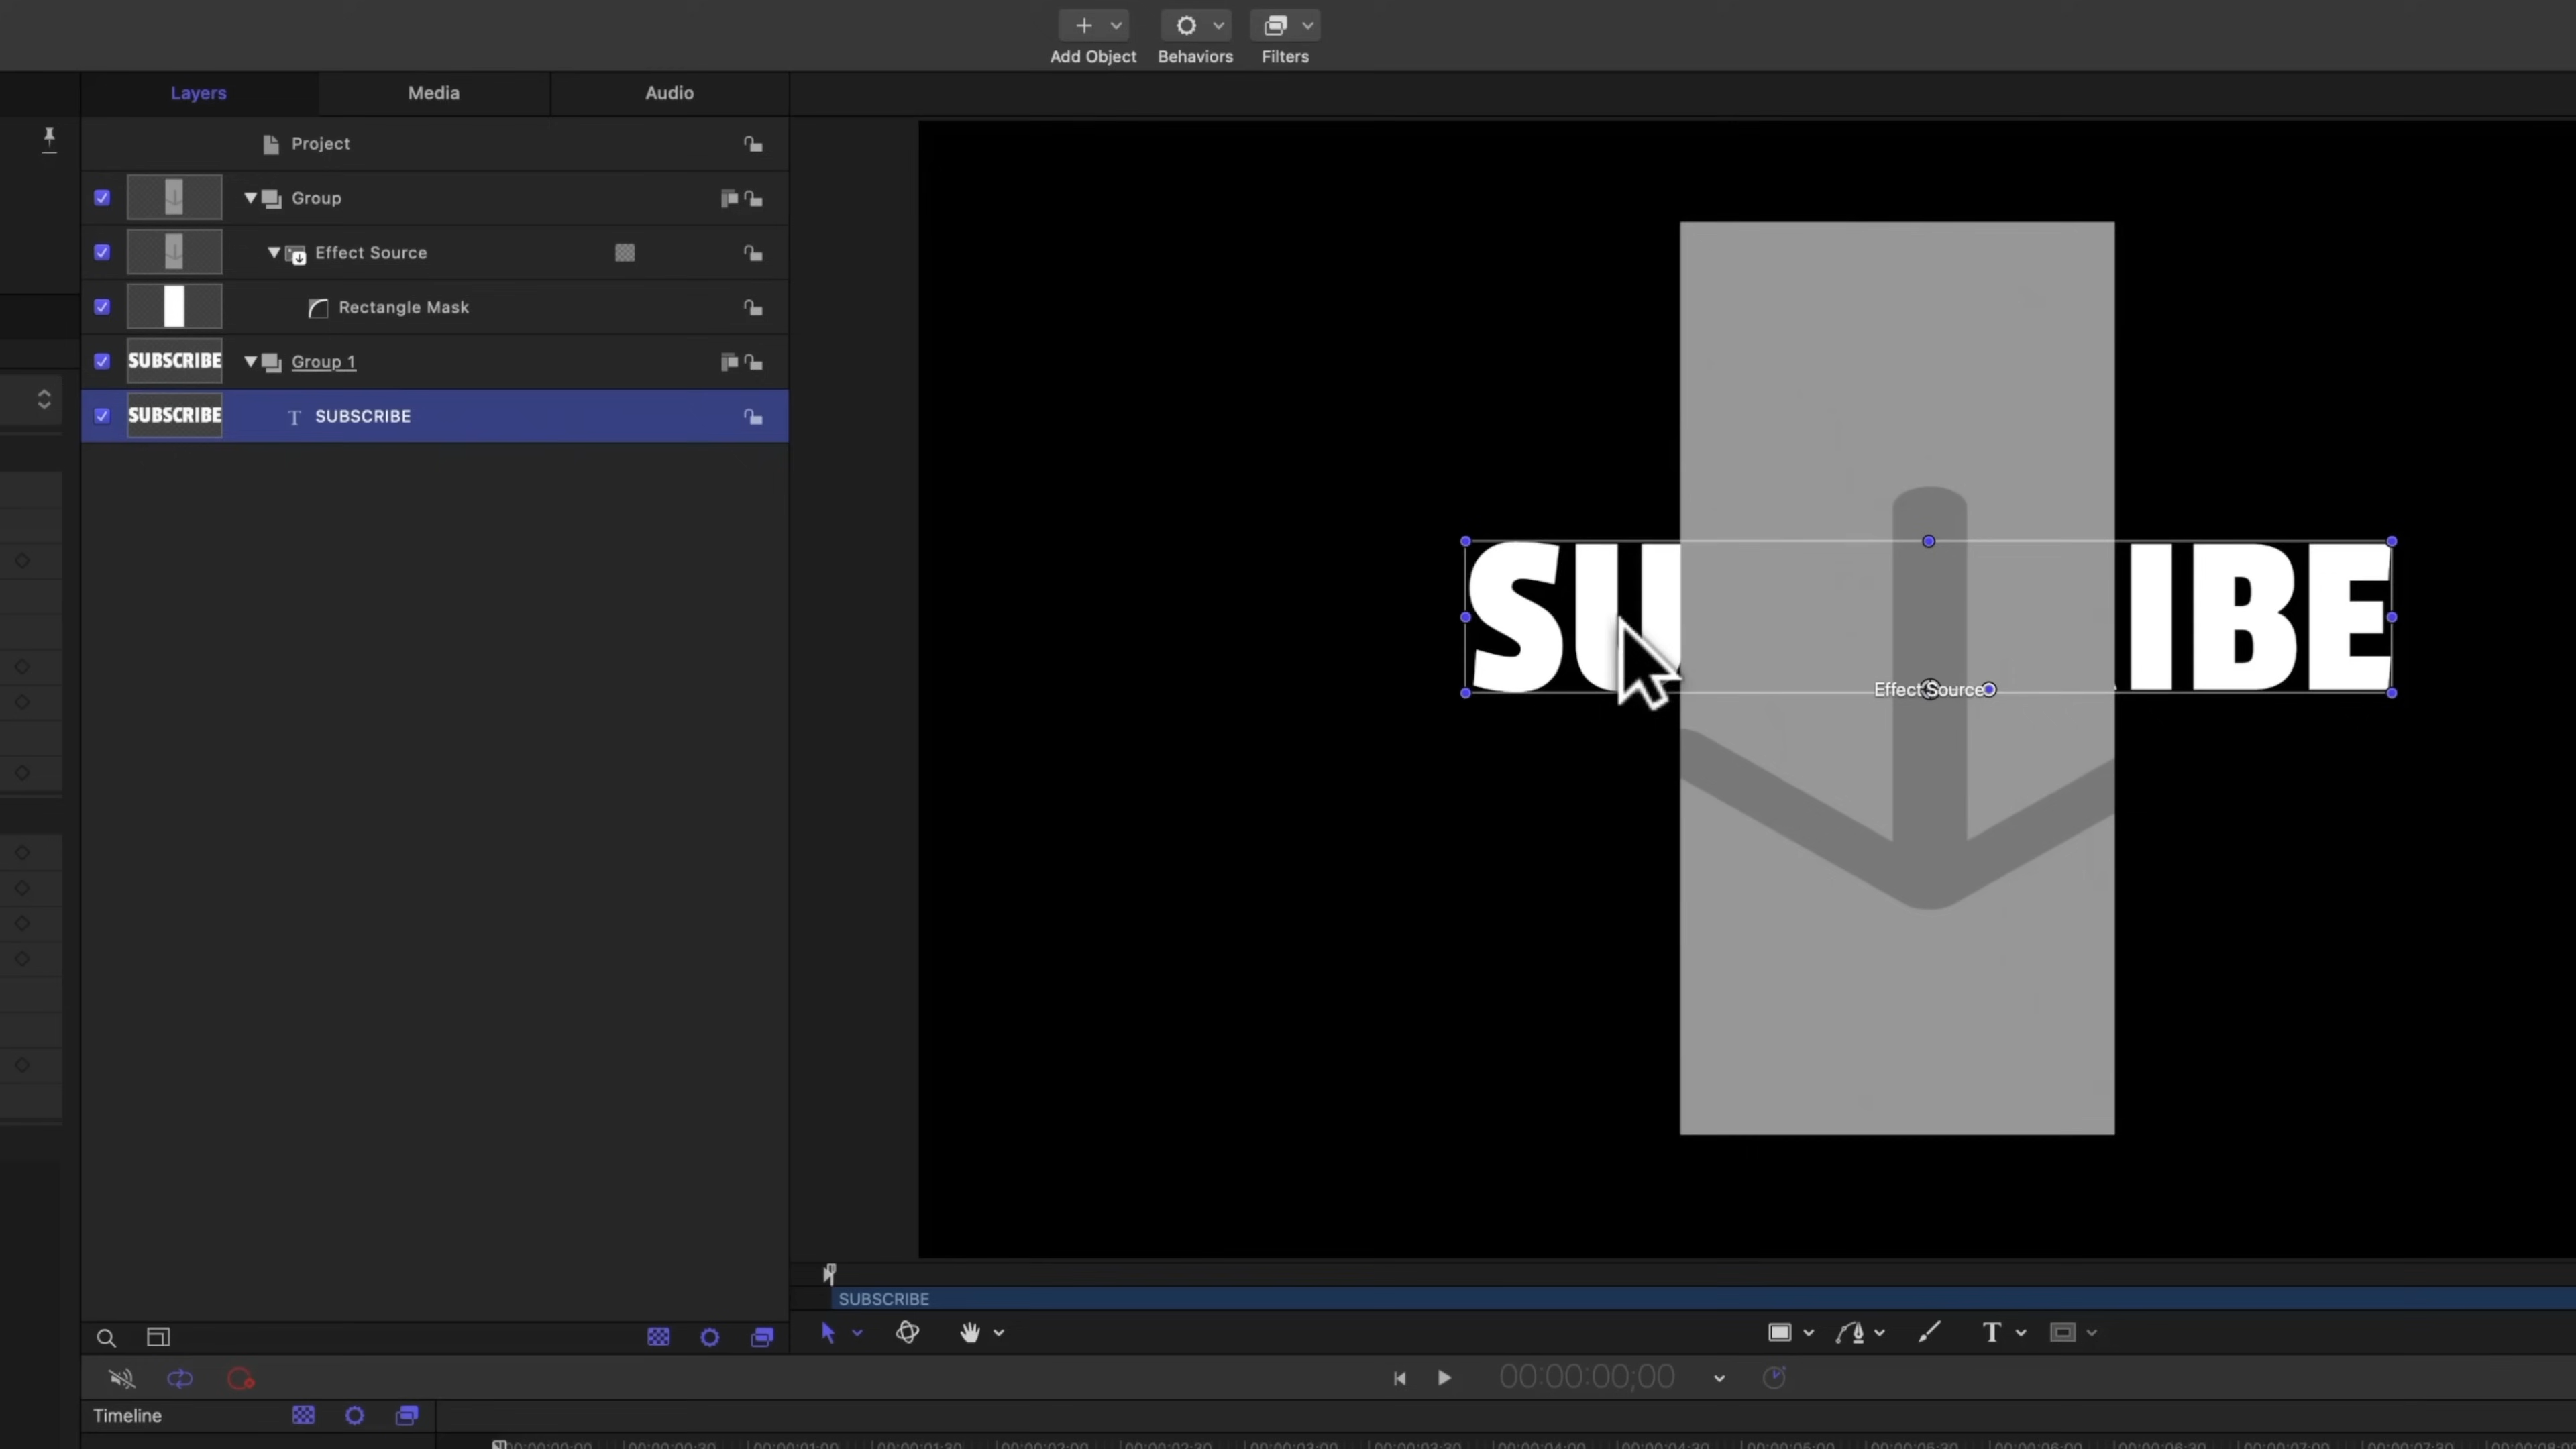 Add Object
Behaviors
Filters
Layers
Media
Audio
Project
Group
Effect Source
Rectangle Mask
SUBSCRIBE
Group 1
SUBSCRIBE
SUBSCRIBE
SU
IBE
Effect Source
SUBSCRIBE
T
00:00:00;00
Timeline